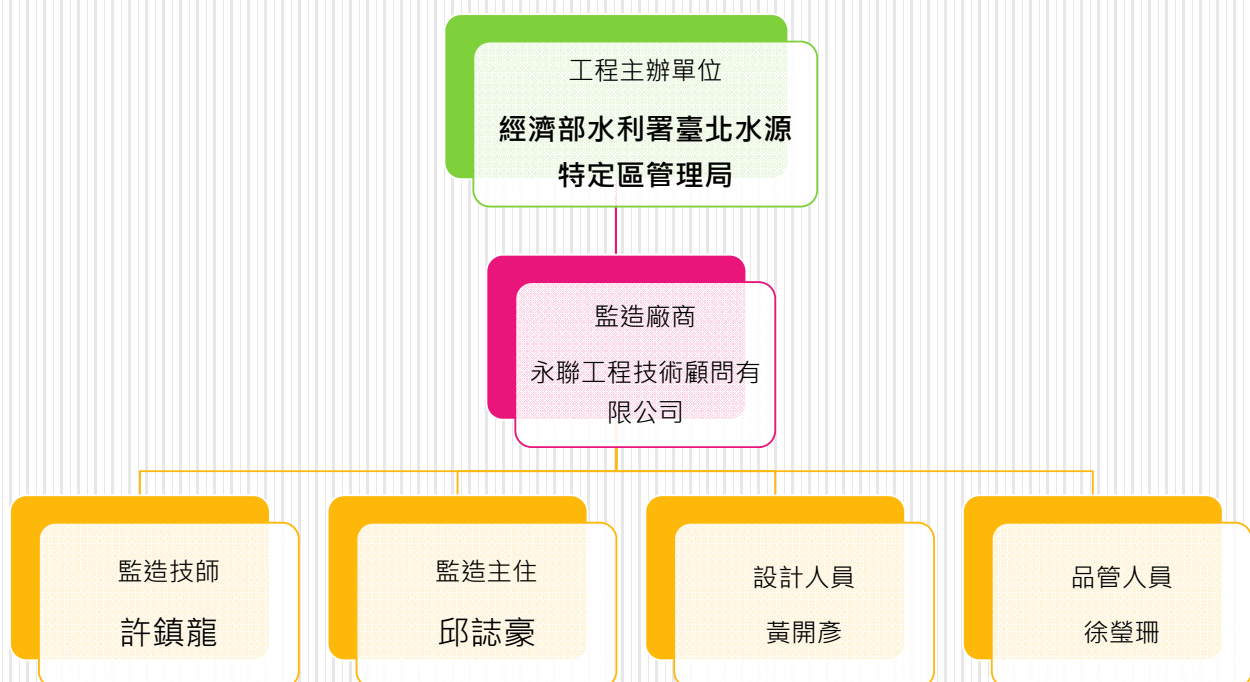 工程主辦單位
經濟部水利署臺北水源
特定區管理局
監造廠商
永聯工程技術顧問有
限公司
監造技師
許鎮龍
監造主住
邱誌豪
設計人員
黃開彥
品管人員
徐瑩珊